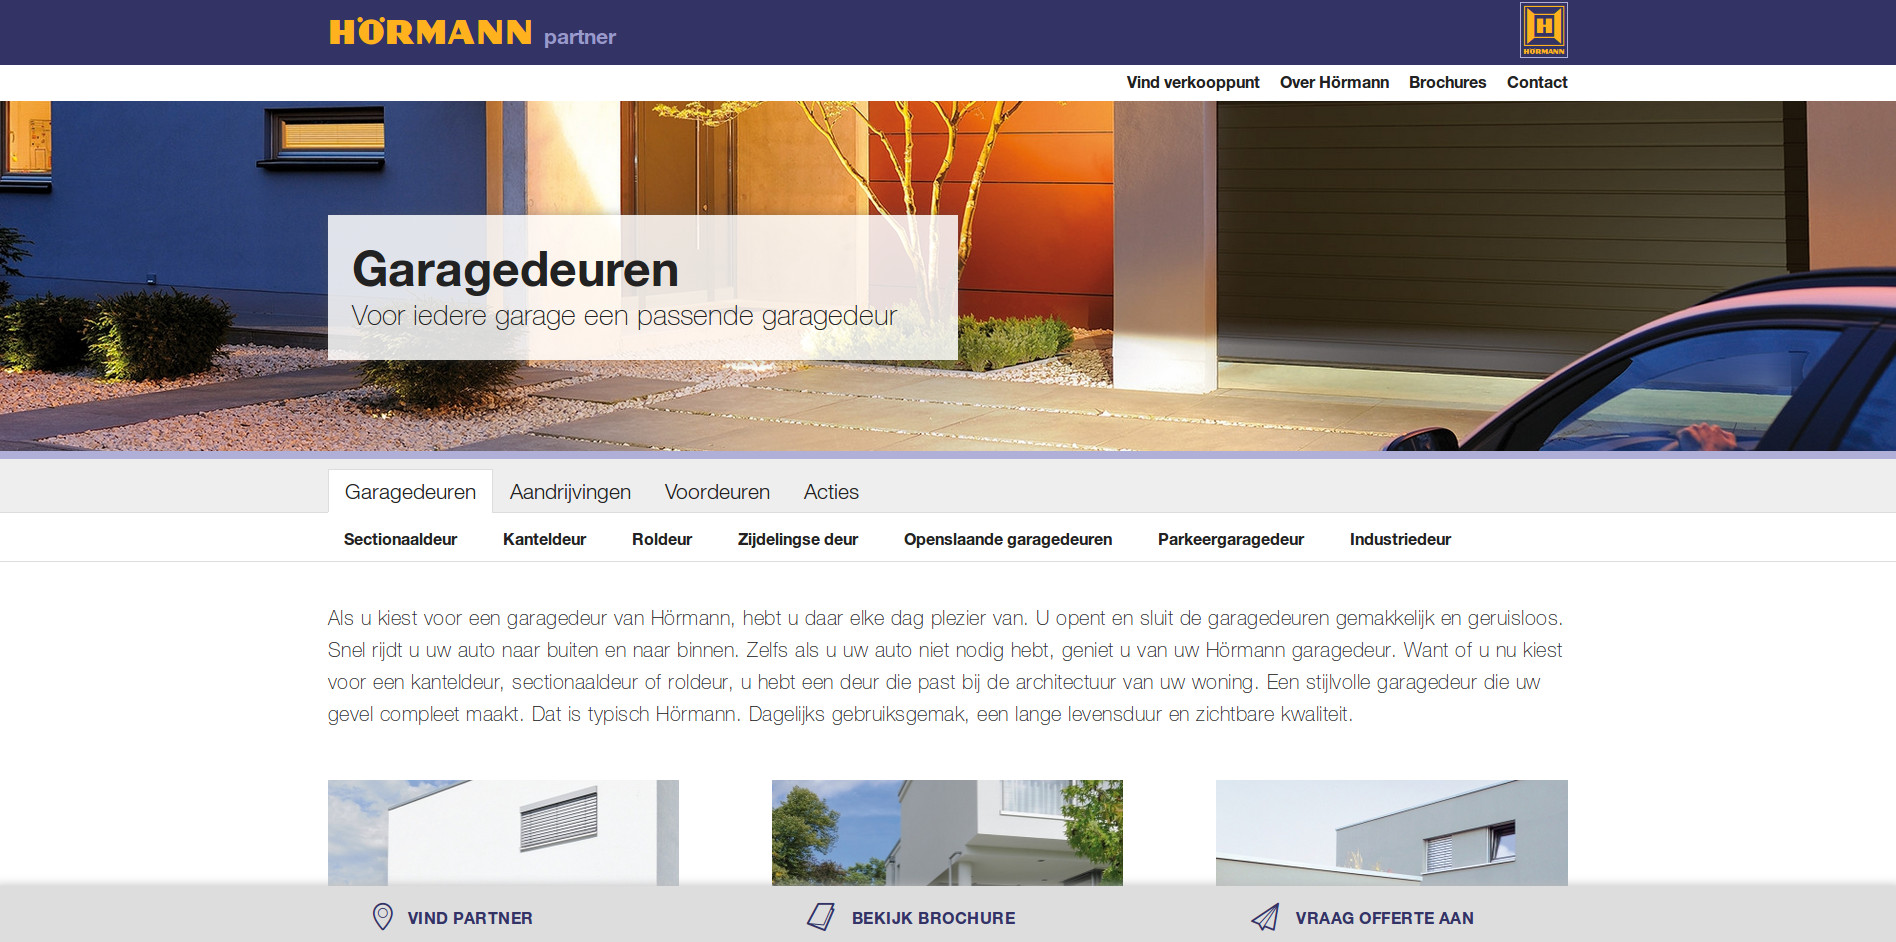 HÖRMANN partner
HÖRMANN
Vind verkooppunt Over Hörmann Brochures Contact
Garagedeuren
Voor iedere garage een passende garagedeur
Garagedeuren Aandrijvingen Voordeuren Acties
Sectionaaldeur Kanteldeur Roldeur Zijdelingse deur Openslaande garagedeuren Parkeergaragedeur Industriedeur
Als u kiest voor een garagedeur van Hörmann, hebt u daar elke dag plezier van. U opent en sluit de garagedeuren gemakkelijk en geruisloos.
Snel rijdt u uw auto naar buiten en naar binnen. Zelfs als u uw auto niet nodig hebt, geniet u van uw Hörmann garagedeur. Want of u nu kiest
voor een kanteldeur, sectionaaldeur of roldeur, u hebt een deur die past bij de architectuur van uw woning. Een stijlvolle garagedeur die uw
gevel compleet maakt. Dat is typisch Hörmann. Dagelijks gebruiksgemak, een lange levensduur en zichtbare kwaliteit.
VIND PARTNER BEKIJK BROCHURE VRAAG OFFERTE AAN